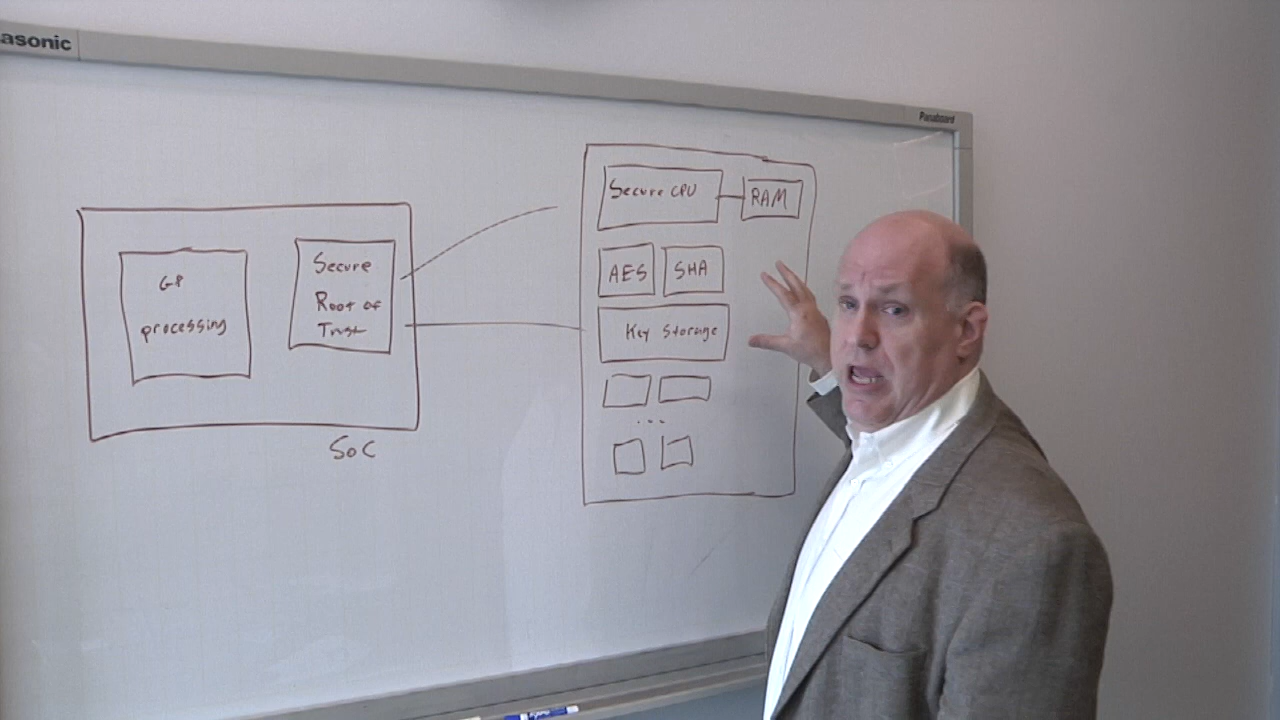 asonic
Panaboard
GP
processing
Secure
Root of
Trust
SoC
Secure CPU
RAM
AES
SHA
Key Storage
...